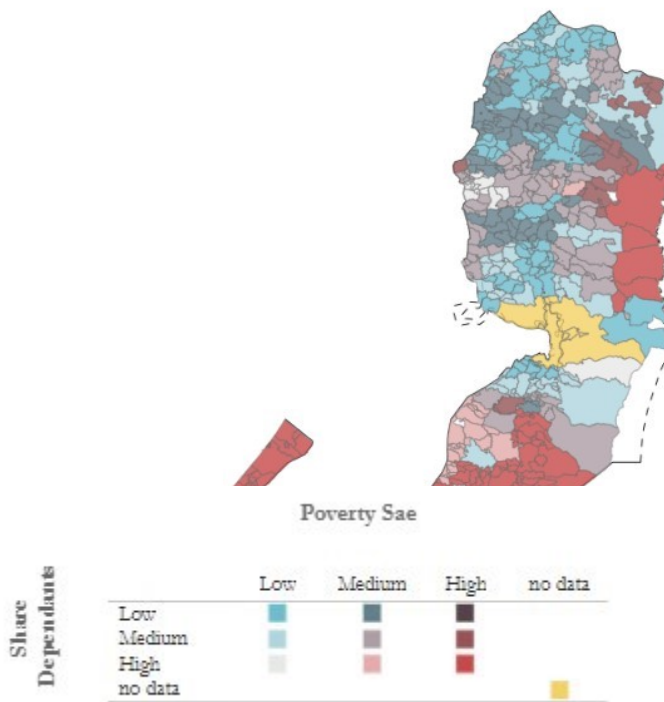 Poverty Sae
Share
Dependants
Low Medium High no data
Low
Medium
High
no data